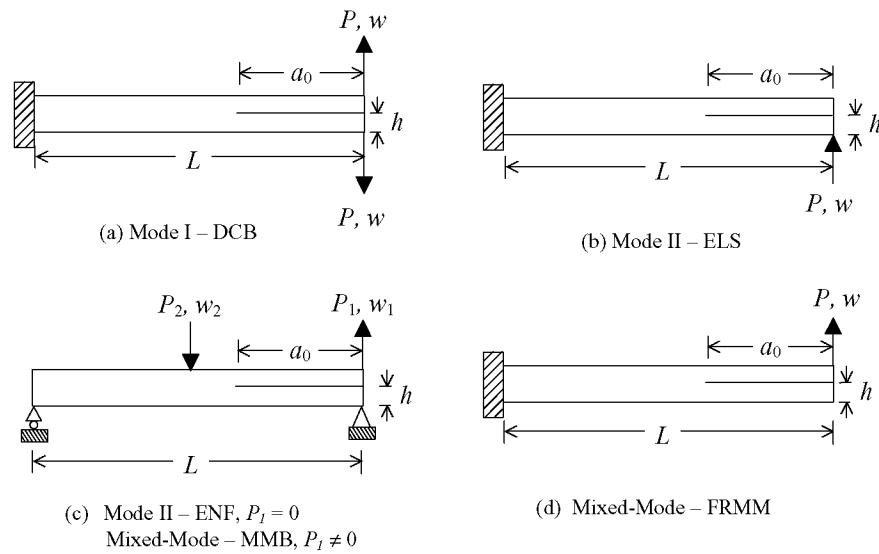 P, w
a₀
h
L
P, w
(a) Mode I – DCB
a₀
h
L
P, w
(b) Mode II – ELS
P₂, w₂
P₁, w₁
a₀
h
L
(c) Mode II – ENF, P₁ = 0
Mixed-Mode – MMB, P₁ ≠ 0
P, w
a₀
h
L
(d) Mixed-Mode – FRMM